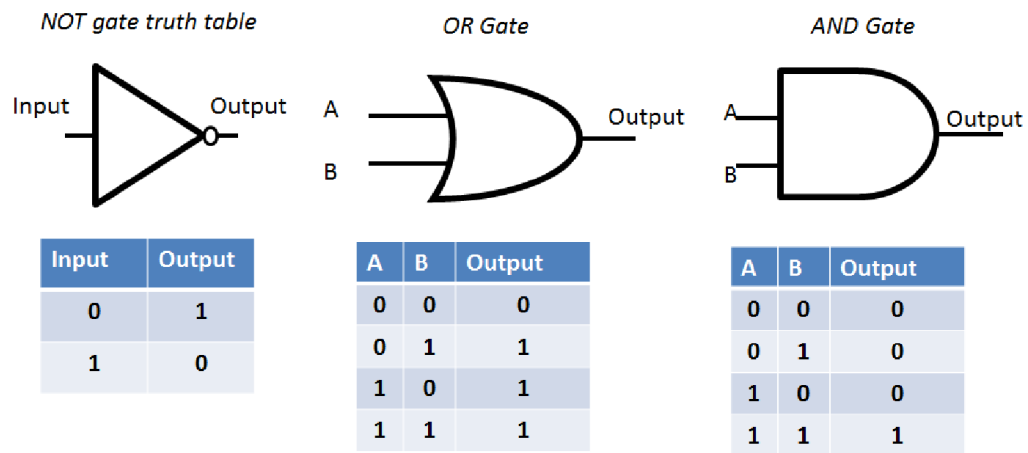 NOT gate truth table
Input
Output
Input Output
0 1
1 0
OR Gate
A
B
Output
A B Output
0 0 0
0 1 1
1 0 1
1 1 1
AND Gate
A
B
Output
A B Output
0 0 0
0 1 0
1 0 0
1 1 1